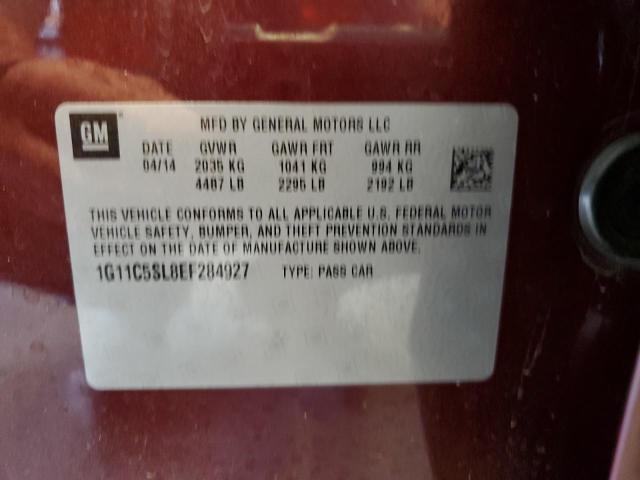 GM
MFD BY GENERAL MOTORS LLC
DATE GVWR GAWR FRT GAWR RR
04/14 2035 KG 1041 KG 994 KG
4487 LB 2295 LB 2192 LB
THIS VEHICLE CONFORMS TO ALL APPLICABLE U.S. FEDERAL MOTOR
VEHICLE SAFETY, BUMPER, AND THEFT PREVENTION STANDARDS IN
EFFECT ON THE DATE OF MANUFACTURE SHOWN ABOVE.
1G11C5SL8EF284927 TYPE: PASS CAR